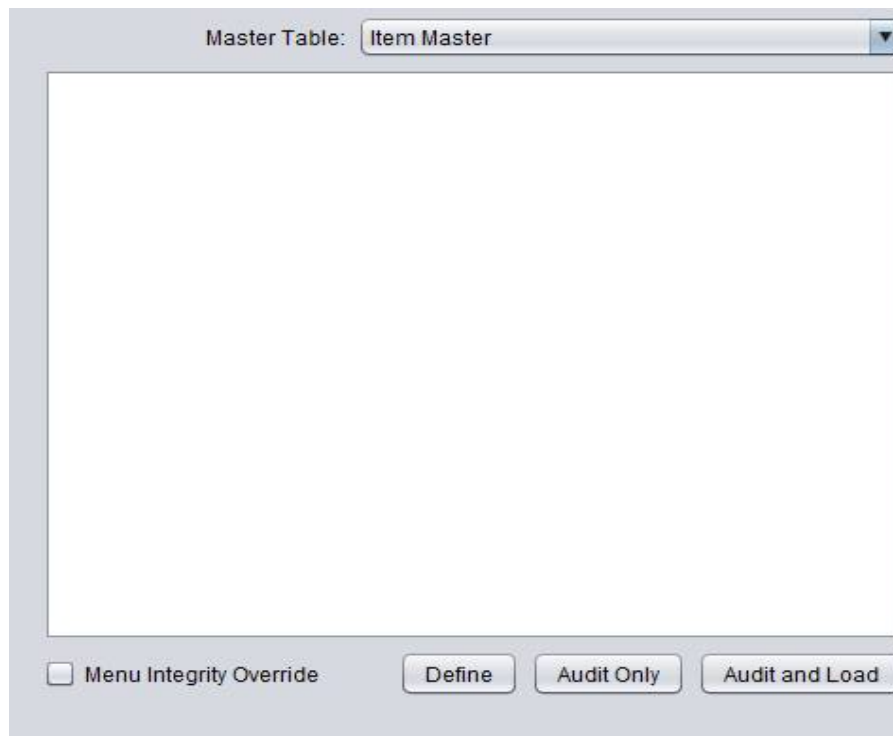 Master Table: Item Master
Menu Integrity Override Define Audit Only Audit and Load